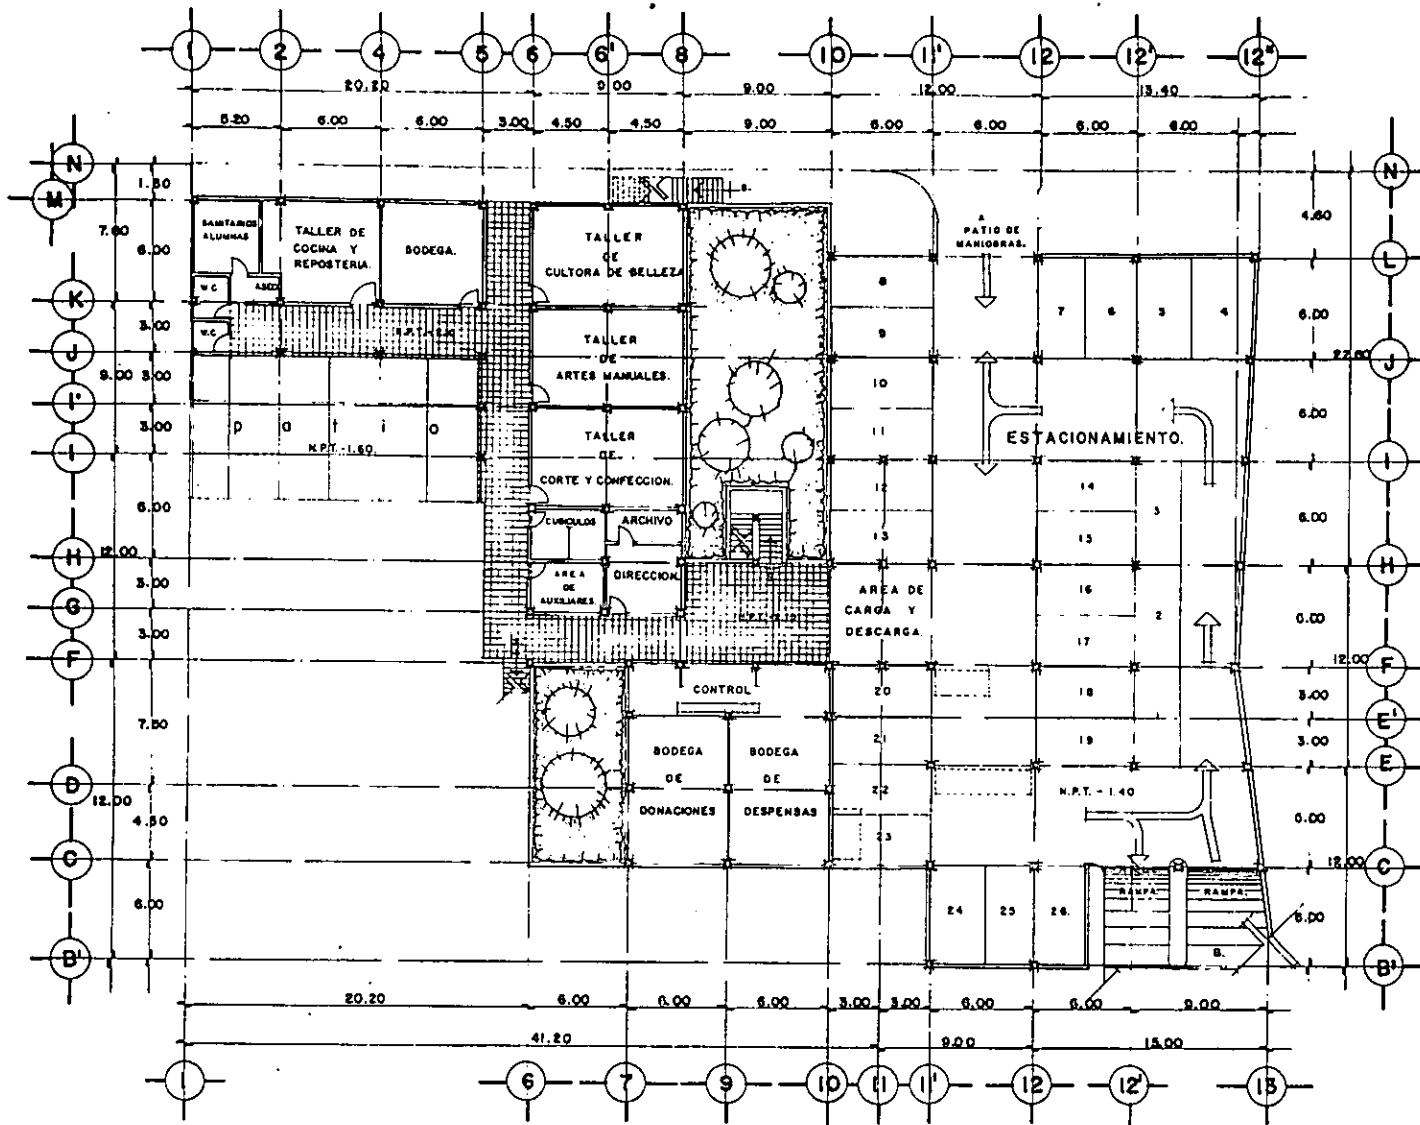 1 2 4 5 6 6' 8 10 11' 12 12' 12"
20.20 9.00 9.00 12.00 13.40
5.20 6.00 6.00 3.00 4.50 4.50 9.00 6.00 6.00 6.00 6.00
N
M
K
J
I'
I
H
G
F
D
C
B'
1.50
7.50
6.00
3.00
9.00 3.00
3.00
6.00
12.00
3.00
3.00
7.50
12.00
4.50
6.00
N
L
J
I
H
F
E'
E
C
B'
4.60
6.00
22.60
6.00
6.00
6.00
12.00
3.00
3.00
6.00
12.00
6.00
SANITARIOS
ALUMNAS
W.C.
ASEO
W.C.
TALLER DE
COCINA Y
REPOSTERIA.
BODEGA.
patio
N.P.T. -1.60.
B.
TALLER
DE
CULTORA DE BELLEZA
TALLER
DE
ARTES MANUALES.
TALLER
DE
CORTE Y CONFECCION.
CUBICULOS
ARCHIVO
AREA
DE
AUXILIARES.
DIRECCION.
CONTROL
BODEGA
DE
DONACIONES
BODEGA
DE
DESPENSAS
A
PATIO DE
MANIOBRAS.
8
9
10
11
12
13
7 6 5 4
ESTACIONAMIENTO.
14
15
16
17
18
19
3
2
1
AREA DE
CARGA Y
DESCARGA.
20
21
22
23
N.P.T. - 1.40
24 25 26.
RAMPA. RAMPA.
B.
20.20 6.00 6.00 6.00 3.00 3.00 6.00 6.00 9.00
41.20 9.00 15.00
1 6 7 9 10 11 11' 12 12' 13